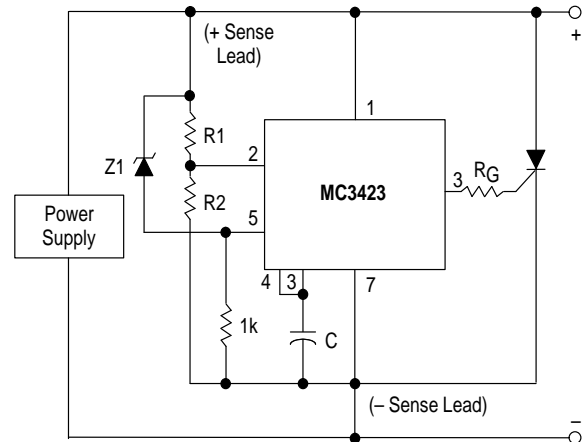 (+ Sense
Lead)
+
1
R1
Z1
2
MC3423
3
RG
R2
Power
Supply
5
4
3
7
1k
C
(– Sense Lead)
–